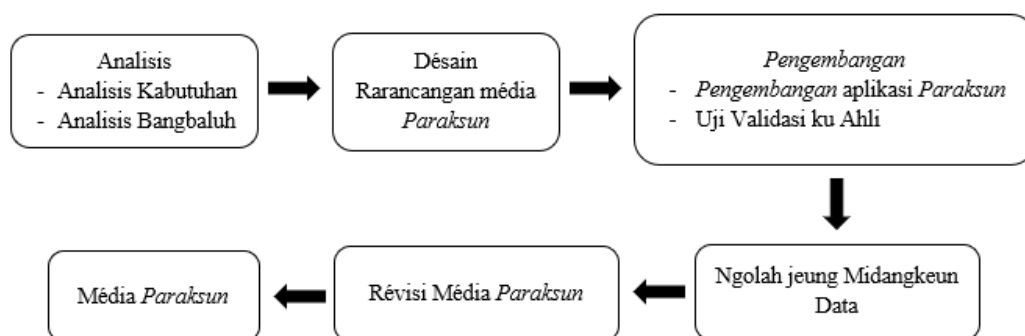 Analisis
- Analisis Kabutuhan
- Analisis Bangbaluh
Désain
Rarancangan média
Paraksun
Pengembangan
- Pengembangan aplikasi Paraksun
- Uji Validasi ku Ahli
Ngolah jeung Midangkeun
Data
Révisi Média Paraksun
Média Paraksun